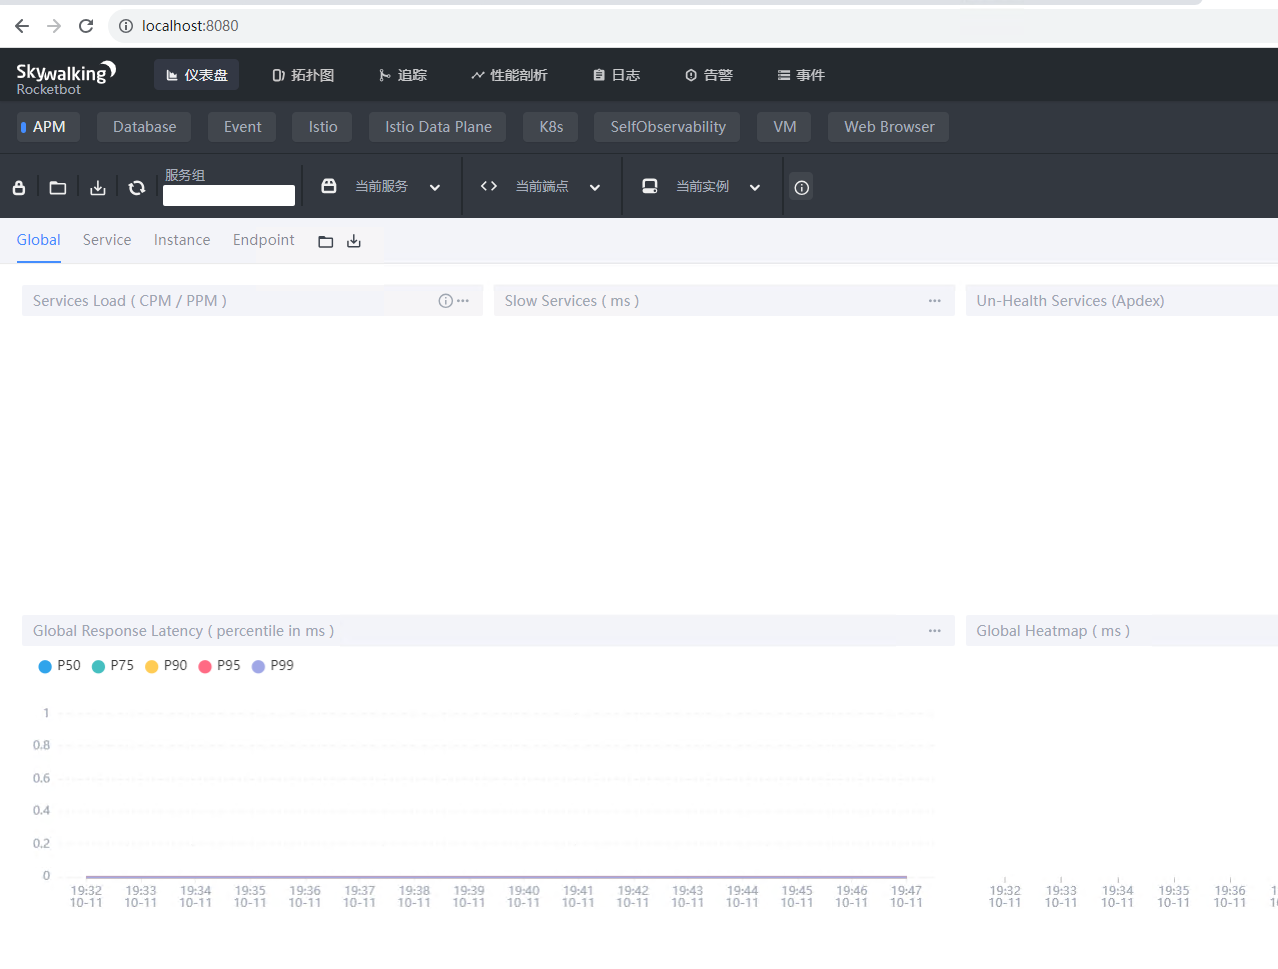 localhost:8080
Skywalking
Rocketbot
仪表盘 拓扑图 追踪 性能剖析 日志 告警 事件
APM Database Event Istio Istio Data Plane K8s SelfObservability VM Web Browser
服务组
当前服务 当前端点 当前实例
Global Service Instance Endpoint
Services Load ( CPM / PPM ) Slow Services ( ms ) Un-Health Services (Apdex)
Global Response Latency ( percentile in ms ) Global Heatmap ( ms )
P50 P75 P90 P95 P99
1
0.8
0.6
0.4
0.2
0
19:32 19:33 19:34 19:35 19:36 19:37 19:38 19:39 19:40 19:41 19:42 19:43 19:44 19:45 19:46 19:47 19:32 19:33 19:34 19:35 19:36
10-11 10-11 10-11 10-11 10-11 10-11 10-11 10-11 10-11 10-11 10-11 10-11 10-11 10-11 10-11 10-11 10-11 10-11 10-11 10-11 10-11